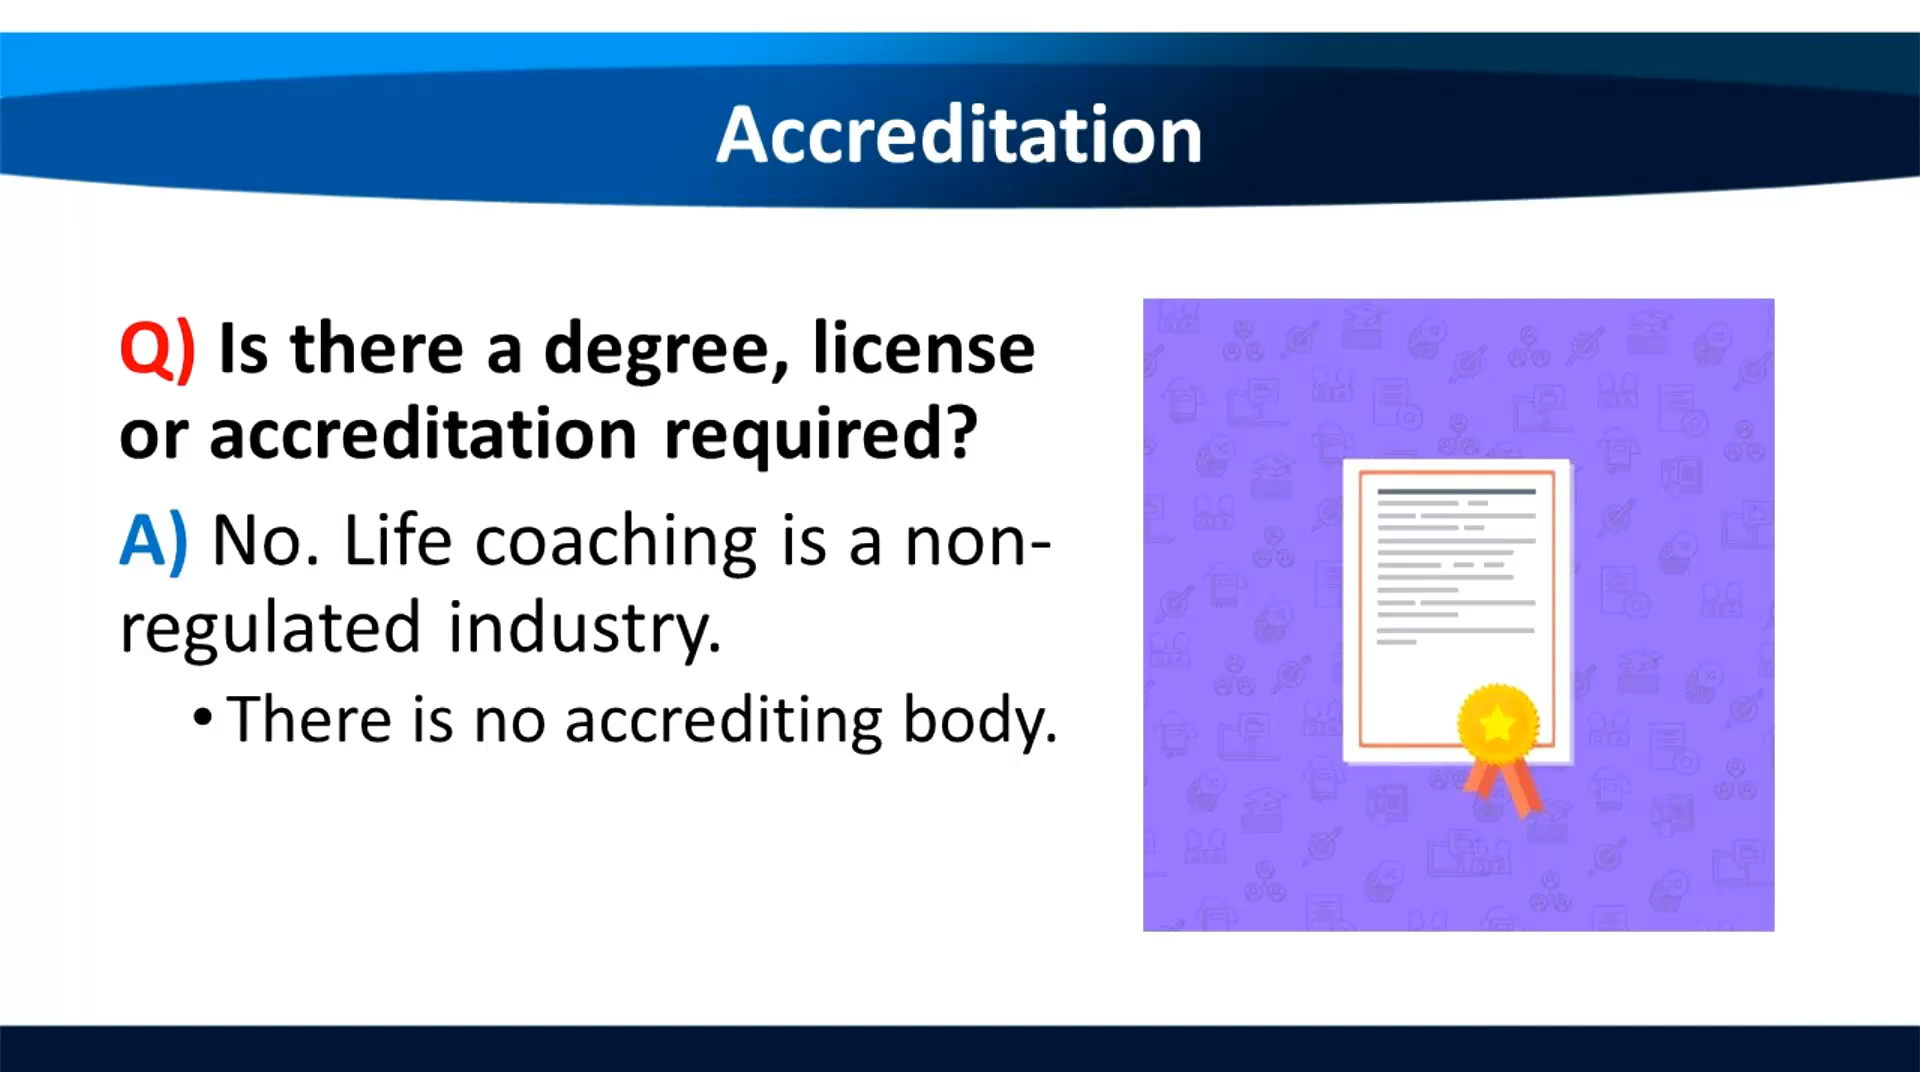 Accreditation
Q) Is there a degree, license
or accreditation required?
A) No. Life coaching is a non-
regulated industry.
• There is no accrediting body.